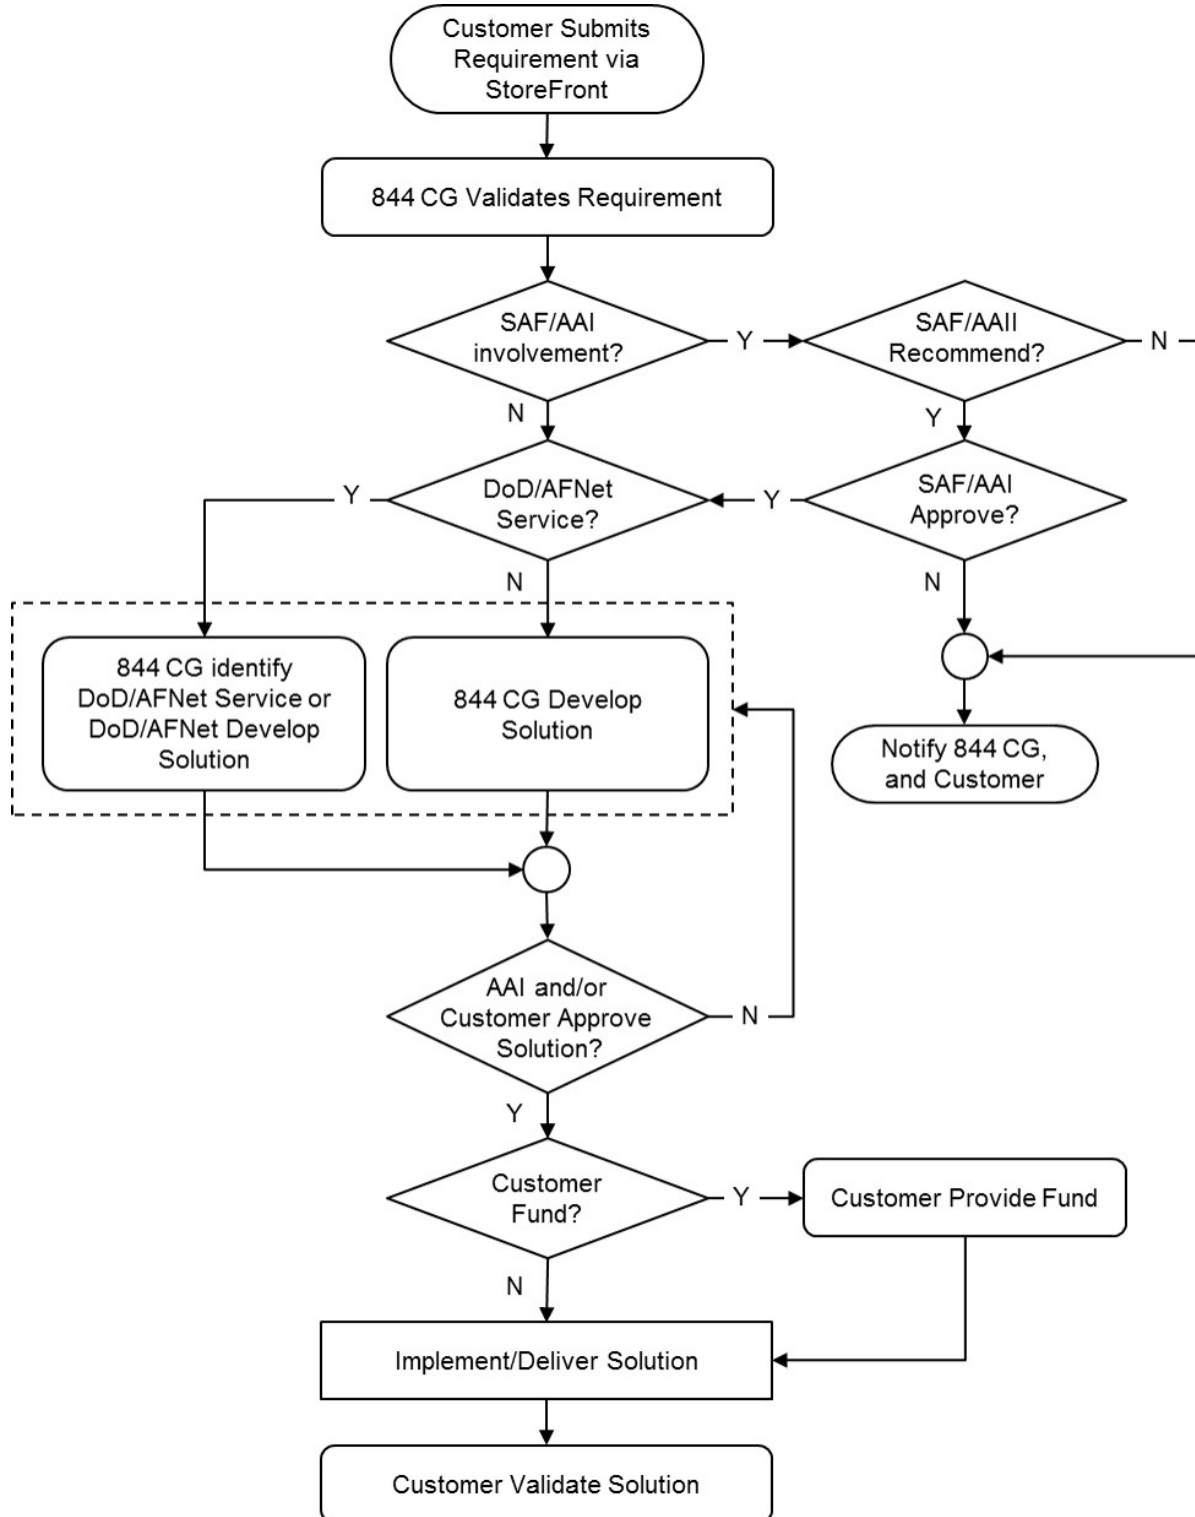 Customer Submits
Requirement via
StoreFront
844 CG Validates Requirement
SAF/AAI
involvement?
Y
SAF/AAII
Recommend?
N
N
Y
Y
DoD/AFNet
Service?
Y
SAF/AAI
Approve?
N
N
844 CG identify
DoD/AFNet Service or
DoD/AFNet Develop
Solution
844 CG Develop
Solution
Notify 844 CG,
and Customer
AAI and/or
Customer Approve
Solution?
N
Y
Customer
Fund?
Y
Customer Provide Fund
N
Implement/Deliver Solution
Customer Validate Solution